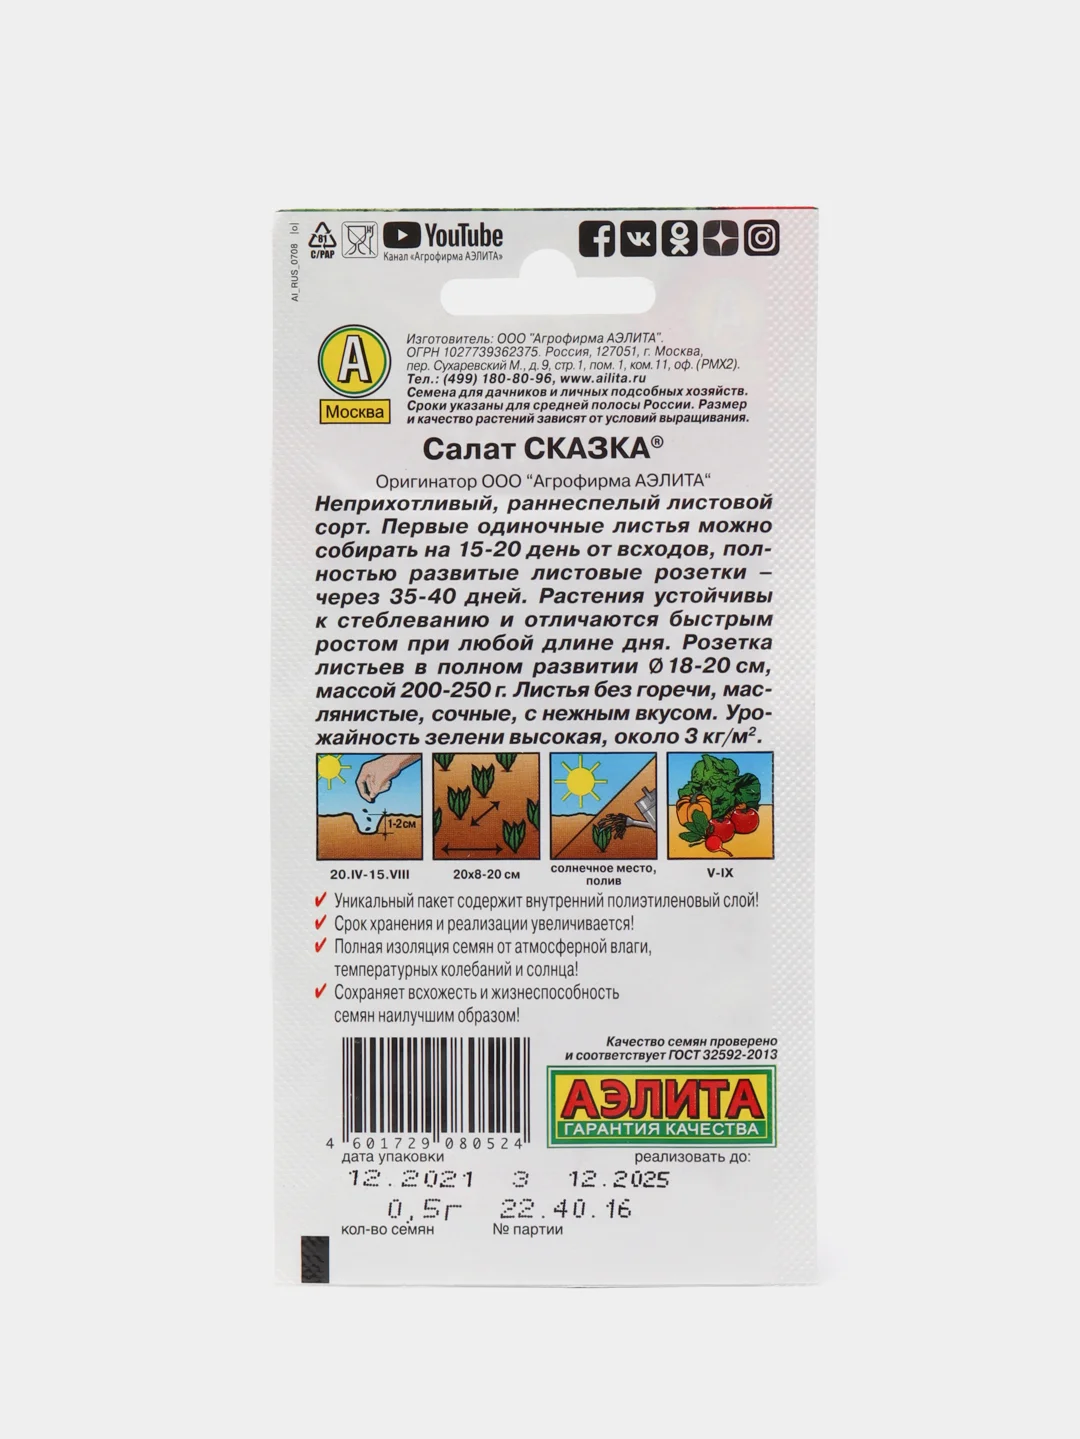 AI_RUS_0708 |o|
81
C/PAP
YouTube
Канал «Агрофирма АЭЛИТА»
А
Москва
Изготовитель: ООО "Агрофирма АЭЛИТА".
ОГРН 1027739362375. Россия, 127051, г. Москва,
пер. Сухаревский М., д. 9, стр. 1, пом. 1, ком. 11, оф. (РМХ2).
Тел.: (499) 180-80-96, www.ailita.ru
Семена для дачников и личных подсобных хозяйств.
Сроки указаны для средней полосы России. Размер
и качество растений зависят от условий выращивания.
Салат СКАЗКА®
Оригинатор ООО "Агрофирма АЭЛИТА"
Неприхотливый, раннеспелый листовой
сорт. Первые одиночные листья можно
собирать на 15-20 день от всходов, пол-
ностью развитые листовые розетки –
через 35-40 дней. Растения устойчивы
к стеблеванию и отличаются быстрым
ростом при любой длине дня. Розетка
листьев в полном развитии Ø 18-20 см,
массой 200-250 г. Листья без горечи, мас-
лянистые, сочные, с нежным вкусом. Уро-
жайность зелени высокая, около 3 кг/м².
1-2 см
20.IV-15.VIII
20х8-20 см
солнечное место,
полив
V-IX
Уникальный пакет содержит внутренний полиэтиленовый слой!
Срок хранения и реализации увеличивается!
Полная изоляция семян от атмосферной влаги,
температурных колебаний и солнца!
Сохраняет всхожесть и жизнеспособность
семян наилучшим образом!
Качество семян проверено
и соответствует ГОСТ 32592-2013
АЭЛИТА
ГАРАНТИЯ КАЧЕСТВА
4 601729 080524
дата упаковки
реализовать до:
12.2021 3 12.2025
0,5г 22.40.16
кол-во семян
№ партии